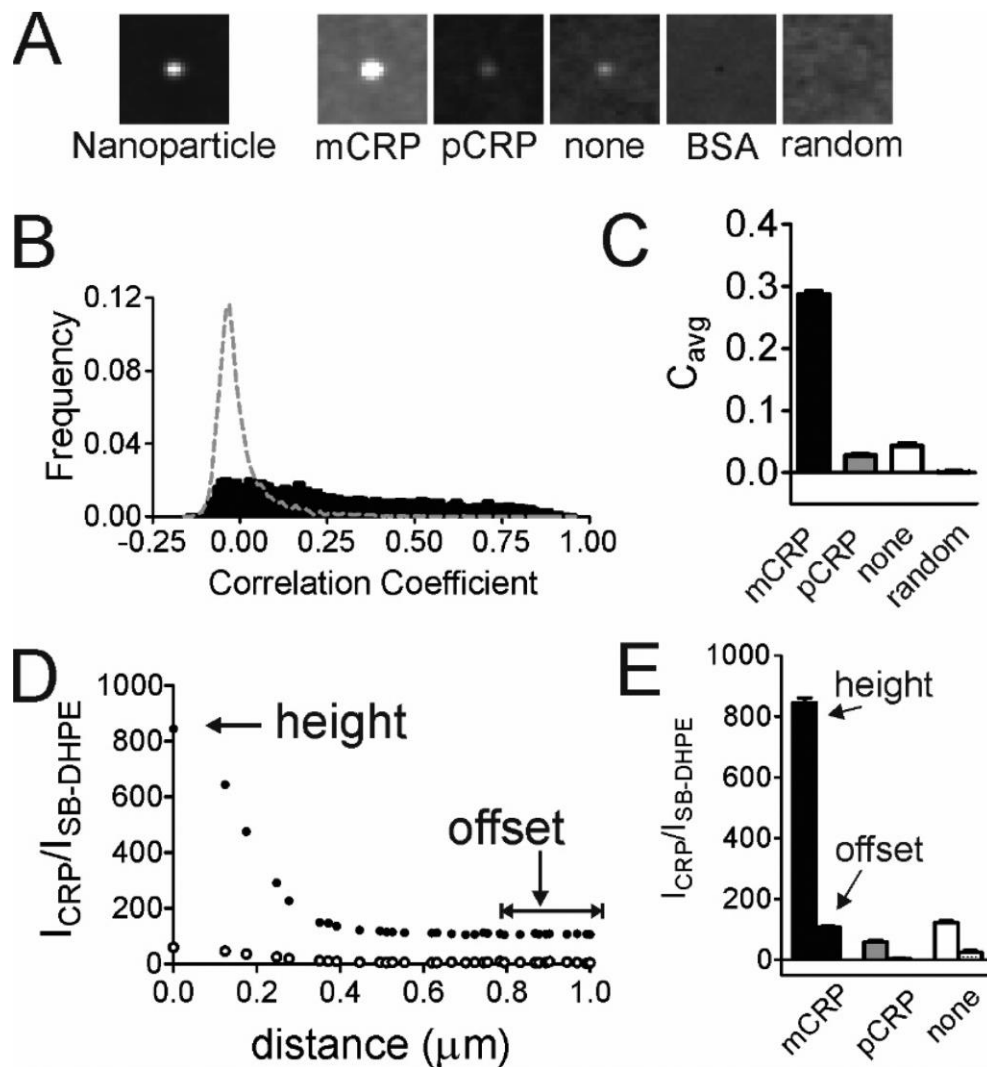 A
Nanoparticle mCRP pCRP none BSA random
B
Frequency
0.12
0.08
0.04
0.00
-0.25 0.00 0.25 0.50 0.75 1.00
Correlation Coefficient
C
Cavg
0.4
0.3
0.2
0.1
0.0
mCRP pCRP none random
D
ICRP/ISB-DHPE
1000
800
600
400
200
0
height
offset
0.0 0.2 0.4 0.6 0.8 1.0
distance (μm)
E
ICRP/ISB-DHPE
1000
800
600
400
200
0
height
offset
mCRP pCRP none